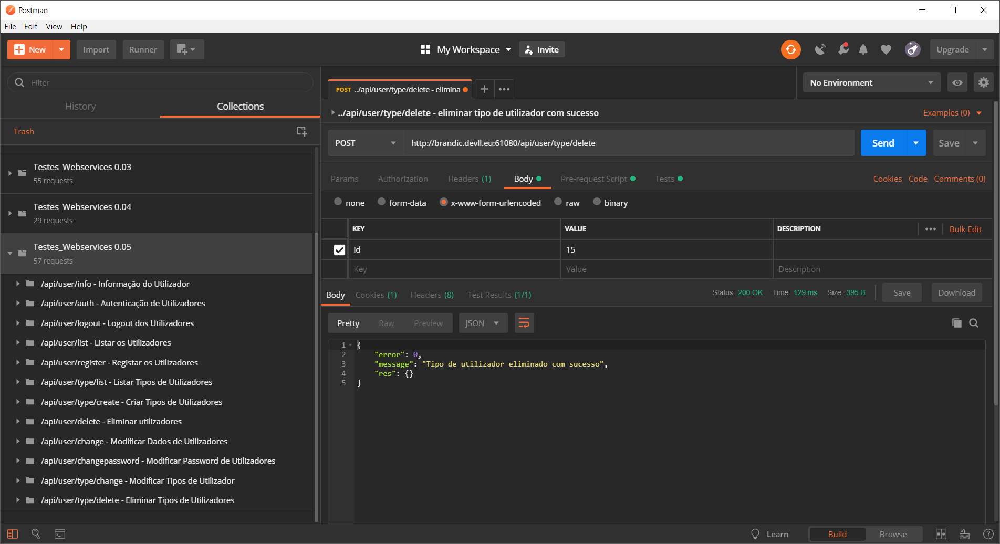 Postman
File Edit View Help
New Import Runner My Workspace Invite Upgrade
Filter
History Collections
Trash
Testes_Webservices 0.03
55 requests
Testes_Webservices 0.04
29 requests
Testes_Webservices 0.05
57 requests
/api/user/info - Informação do Utilizador
/api/user/auth - Autenticação de Utilizadores
/api/user/logout - Logout dos Utilizadores
/api/user/list - Listar os Utilizadores
/api/user/register - Registar os Utilizadores
/api/user/type/list - Listar Tipos de Utilizadores
/api/user/type/create - Criar Tipos de Utilizadores
/api/user/delete - Eliminar utilizadores
/api/user/change - Modificar Dados de Utilizadores
/api/user/changepassword - Modificar Password de Utilizadores
/api/user/type/change - Modificar Tipos de Utilizador
/api/user/type/delete - Eliminar Tipos de Utilizadores
POST ../api/user/type/delete - elimina
No Environment
../api/user/type/delete - eliminar tipo de utilizador com sucesso
Examples (0)
POST http://brandic.devll.eu:61080/api/user/type/delete Send Save
Params Authorization Headers (1) Body Pre-request Script Tests Cookies Code Comments (0)
none form-data x-www-form-urlencoded raw binary
KEY VALUE DESCRIPTION ••• Bulk Edit
id 15
Key Value Description
Body Cookies (1) Headers (8) Test Results (1/1) Status: 200 OK Time: 129 ms Size: 395 B Save Download
Pretty Raw Preview JSON
1 {
2 "error": 0,
3 "message": "Tipo de utilizador eliminado com sucesso",
4 "res": {}
5 }
Learn Build Browse